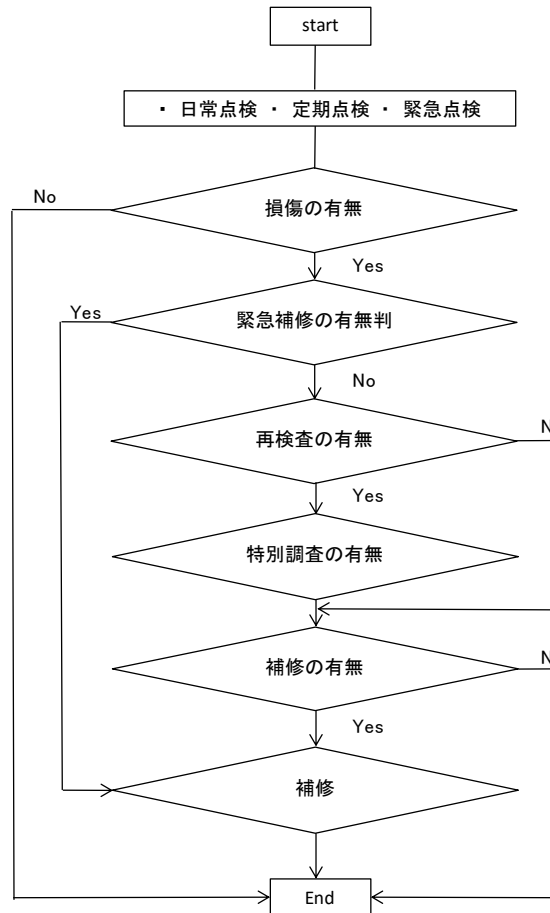 start
・ 日常点検 ・ 定期点検 ・ 緊急点検
No
損傷の有無
Yes
Yes
緊急補修の有無判
No
再検査の有無
N
Yes
特別調査の有無
補修の有無
N
Yes
補修
End